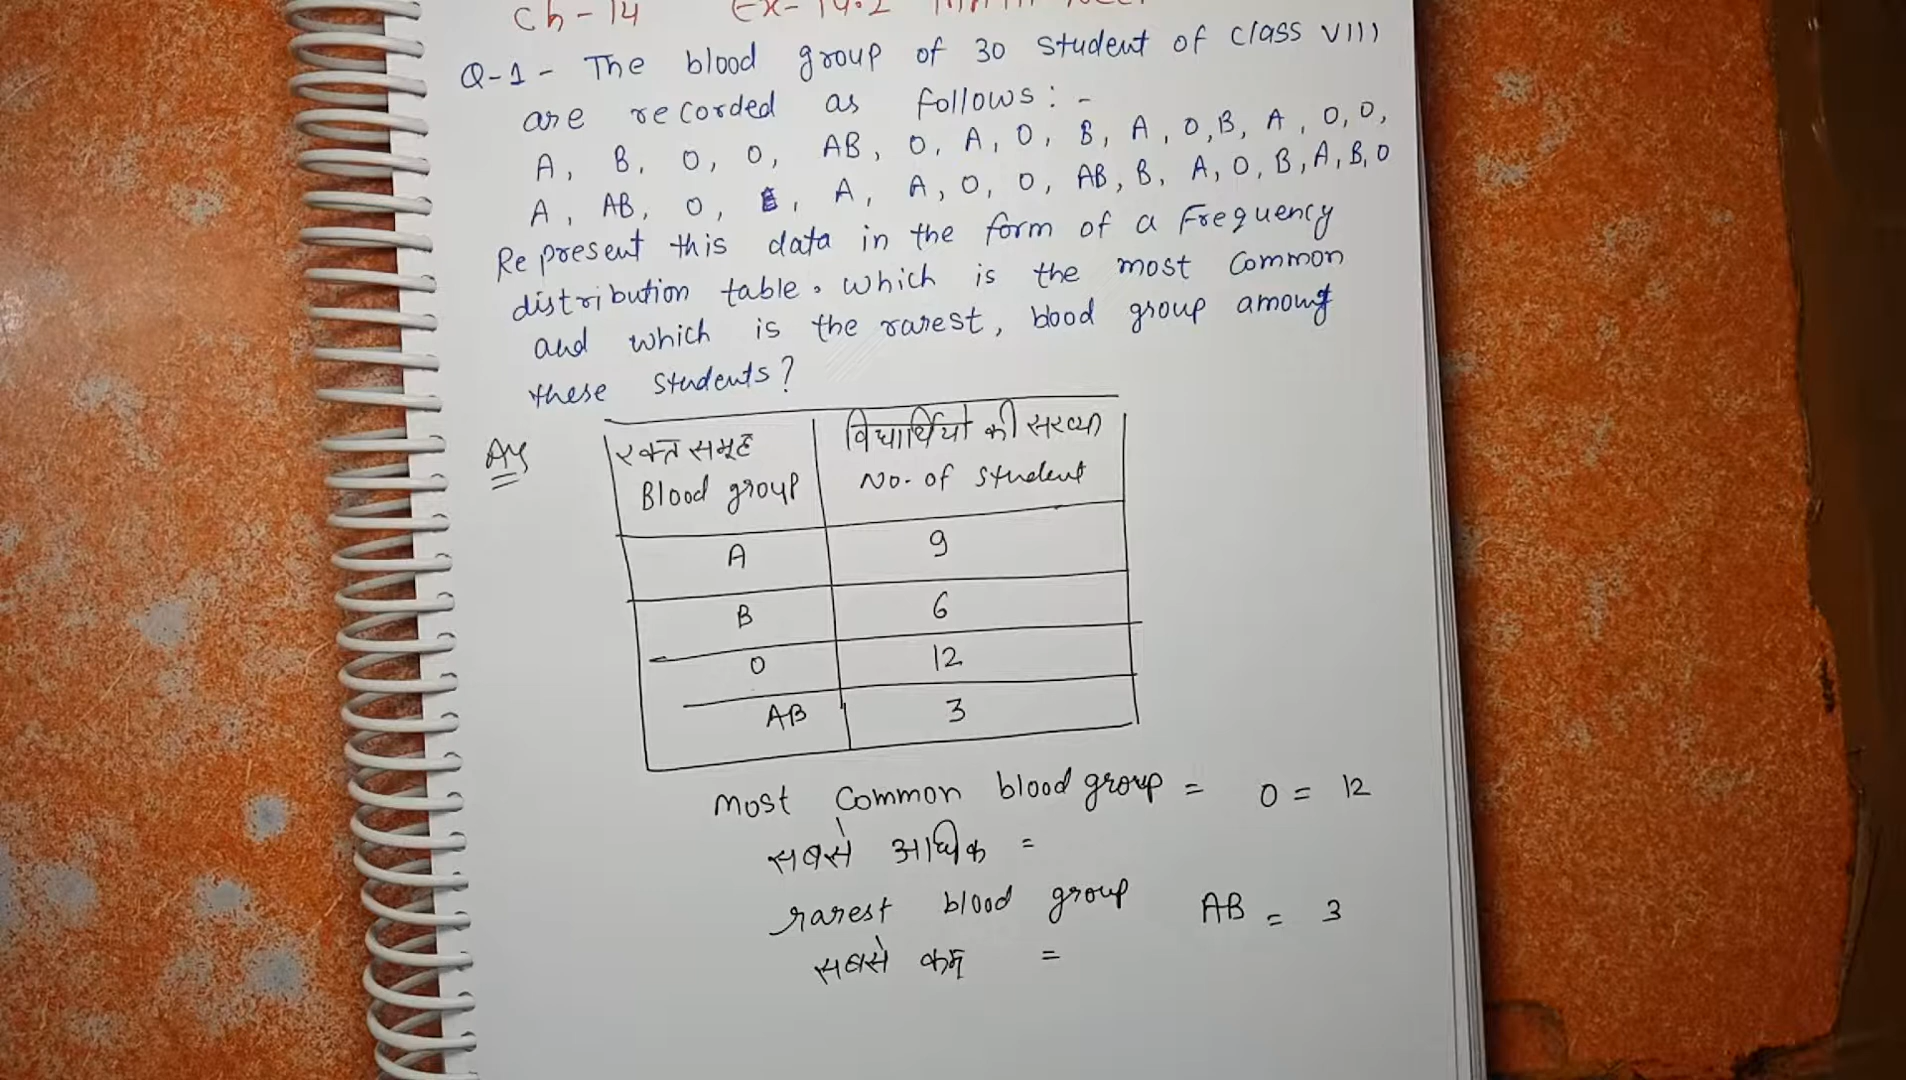 Ch - 14 Ex- 14.1
Q-1 - The blood group of 30 student of class VIII
are recorded as follows: -
A, B, O, O, AB, O, A, O, B, A, O, B, A, O, O,
A, AB, O, A, A, O, O, AB, B, A, O, B, A, B, O
Represent this data in the form of a Frequency
distribution table. which is the most common
and which is the rarest, blood group among
these students?
Ans
रक्त समूह विद्यार्थियो की संख्या
Blood group No. of student
A 9
B 6
O 12
AB 3
most common blood group = O = 12
सबसे अधिक =
rarest blood group AB = 3
सबसे कम =